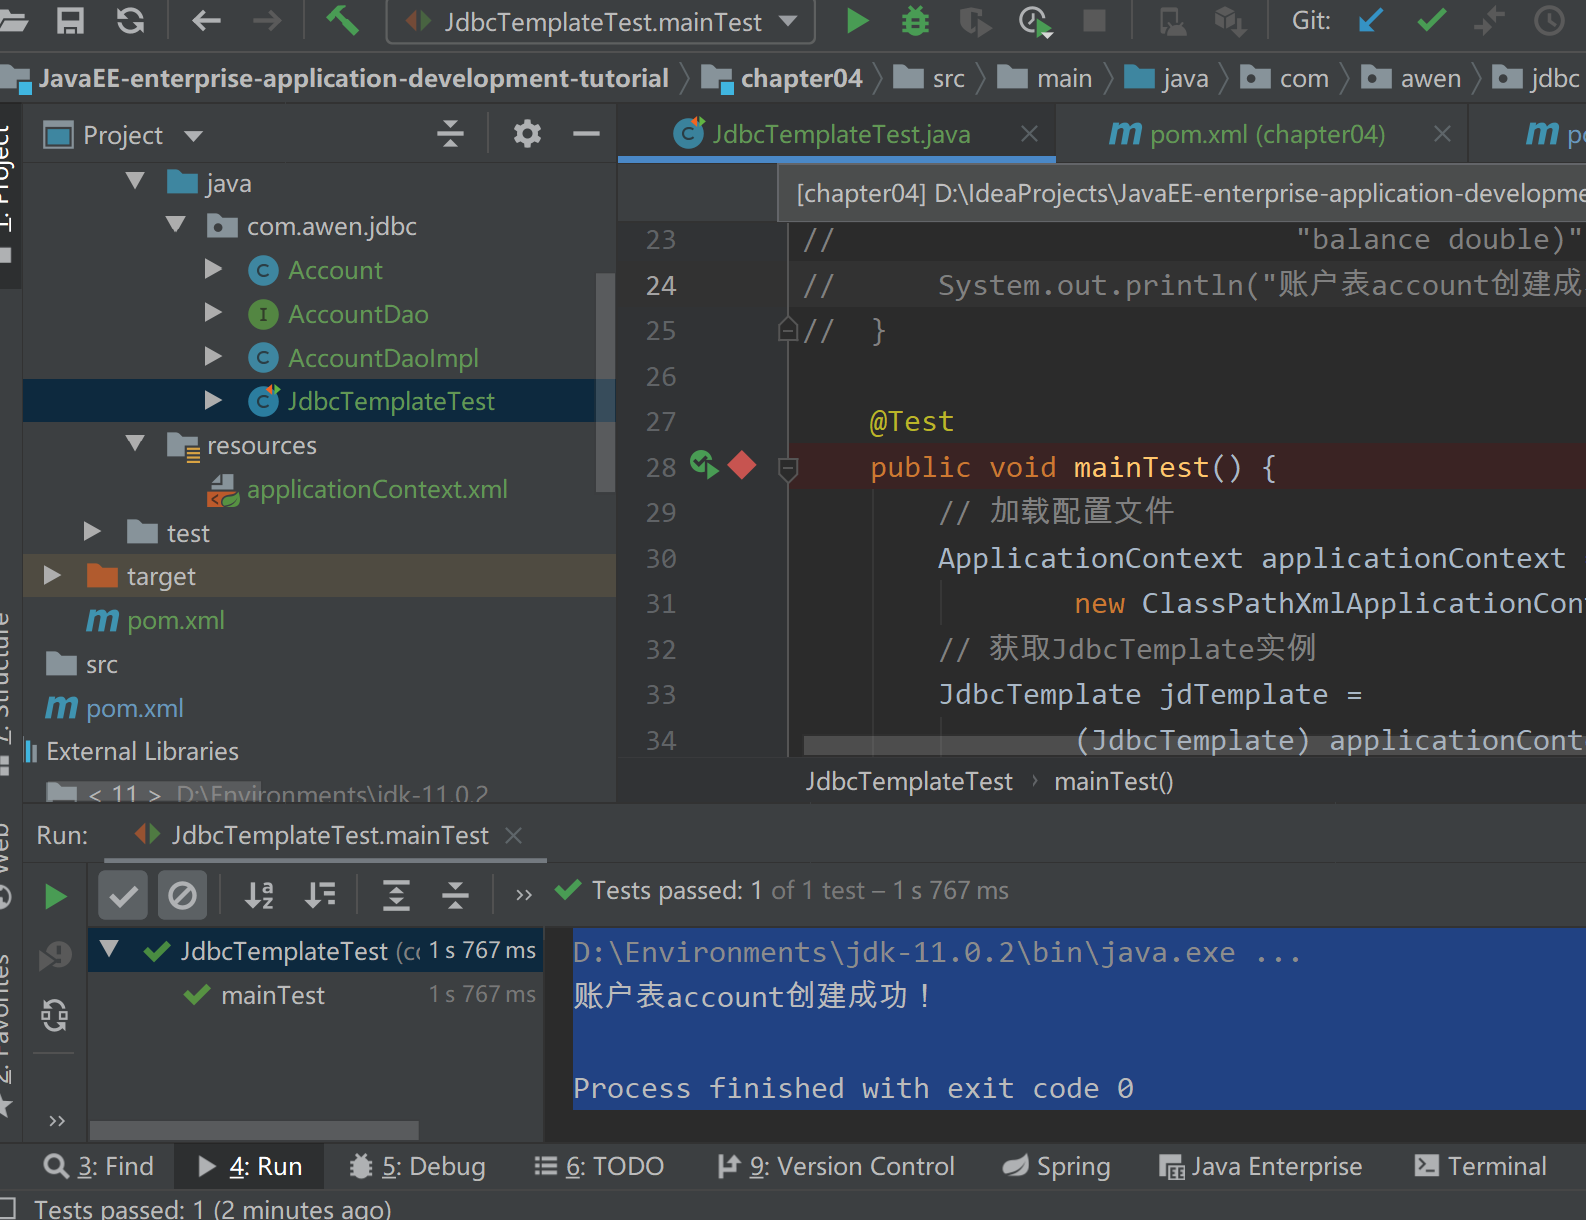 JdbcTemplateTest.mainTest
Git:
JavaEE-enterprise-application-development-tutorial
chapter04
src
main
java
com
awen
jdbc
1: Project
Project
JdbcTemplateTest.java
pom.xml (chapter04)
[chapter04] D:\IdeaProjects\JavaEE-enterprise-application-developme
java
com.awen.jdbc
Account
AccountDao
AccountDaoImpl
JdbcTemplateTest
resources
applicationContext.xml
test
target
pom.xml
src
pom.xml
External Libraries
< 11 > D:\Environments\jdk-11.0.2
23 // "balance double)"
24 // System.out.println("账户表account创建成
25 // }
26
27 @Test
28 public void mainTest() {
29 // 加载配置文件
30 ApplicationContext applicationContext
31 new ClassPathXmlApplicationCon
32 // 获取JdbcTemplate实例
33 JdbcTemplate jdTemplate =
34 (JdbcTemplate) applicationCont
JdbcTemplateTest › mainTest()
7: Structure
Web
2: Favorites
Run: JdbcTemplateTest.mainTest
Tests passed: 1 of 1 test – 1 s 767 ms
JdbcTemplateTest (co 1 s 767 ms
mainTest 1 s 767 ms
D:\Environments\jdk-11.0.2\bin\java.exe ...
账户表account创建成功！
Process finished with exit code 0
3: Find
4: Run
5: Debug
6: TODO
9: Version Control
Spring
Java Enterprise
Terminal
Tests passed: 1 (2 minutes ago)